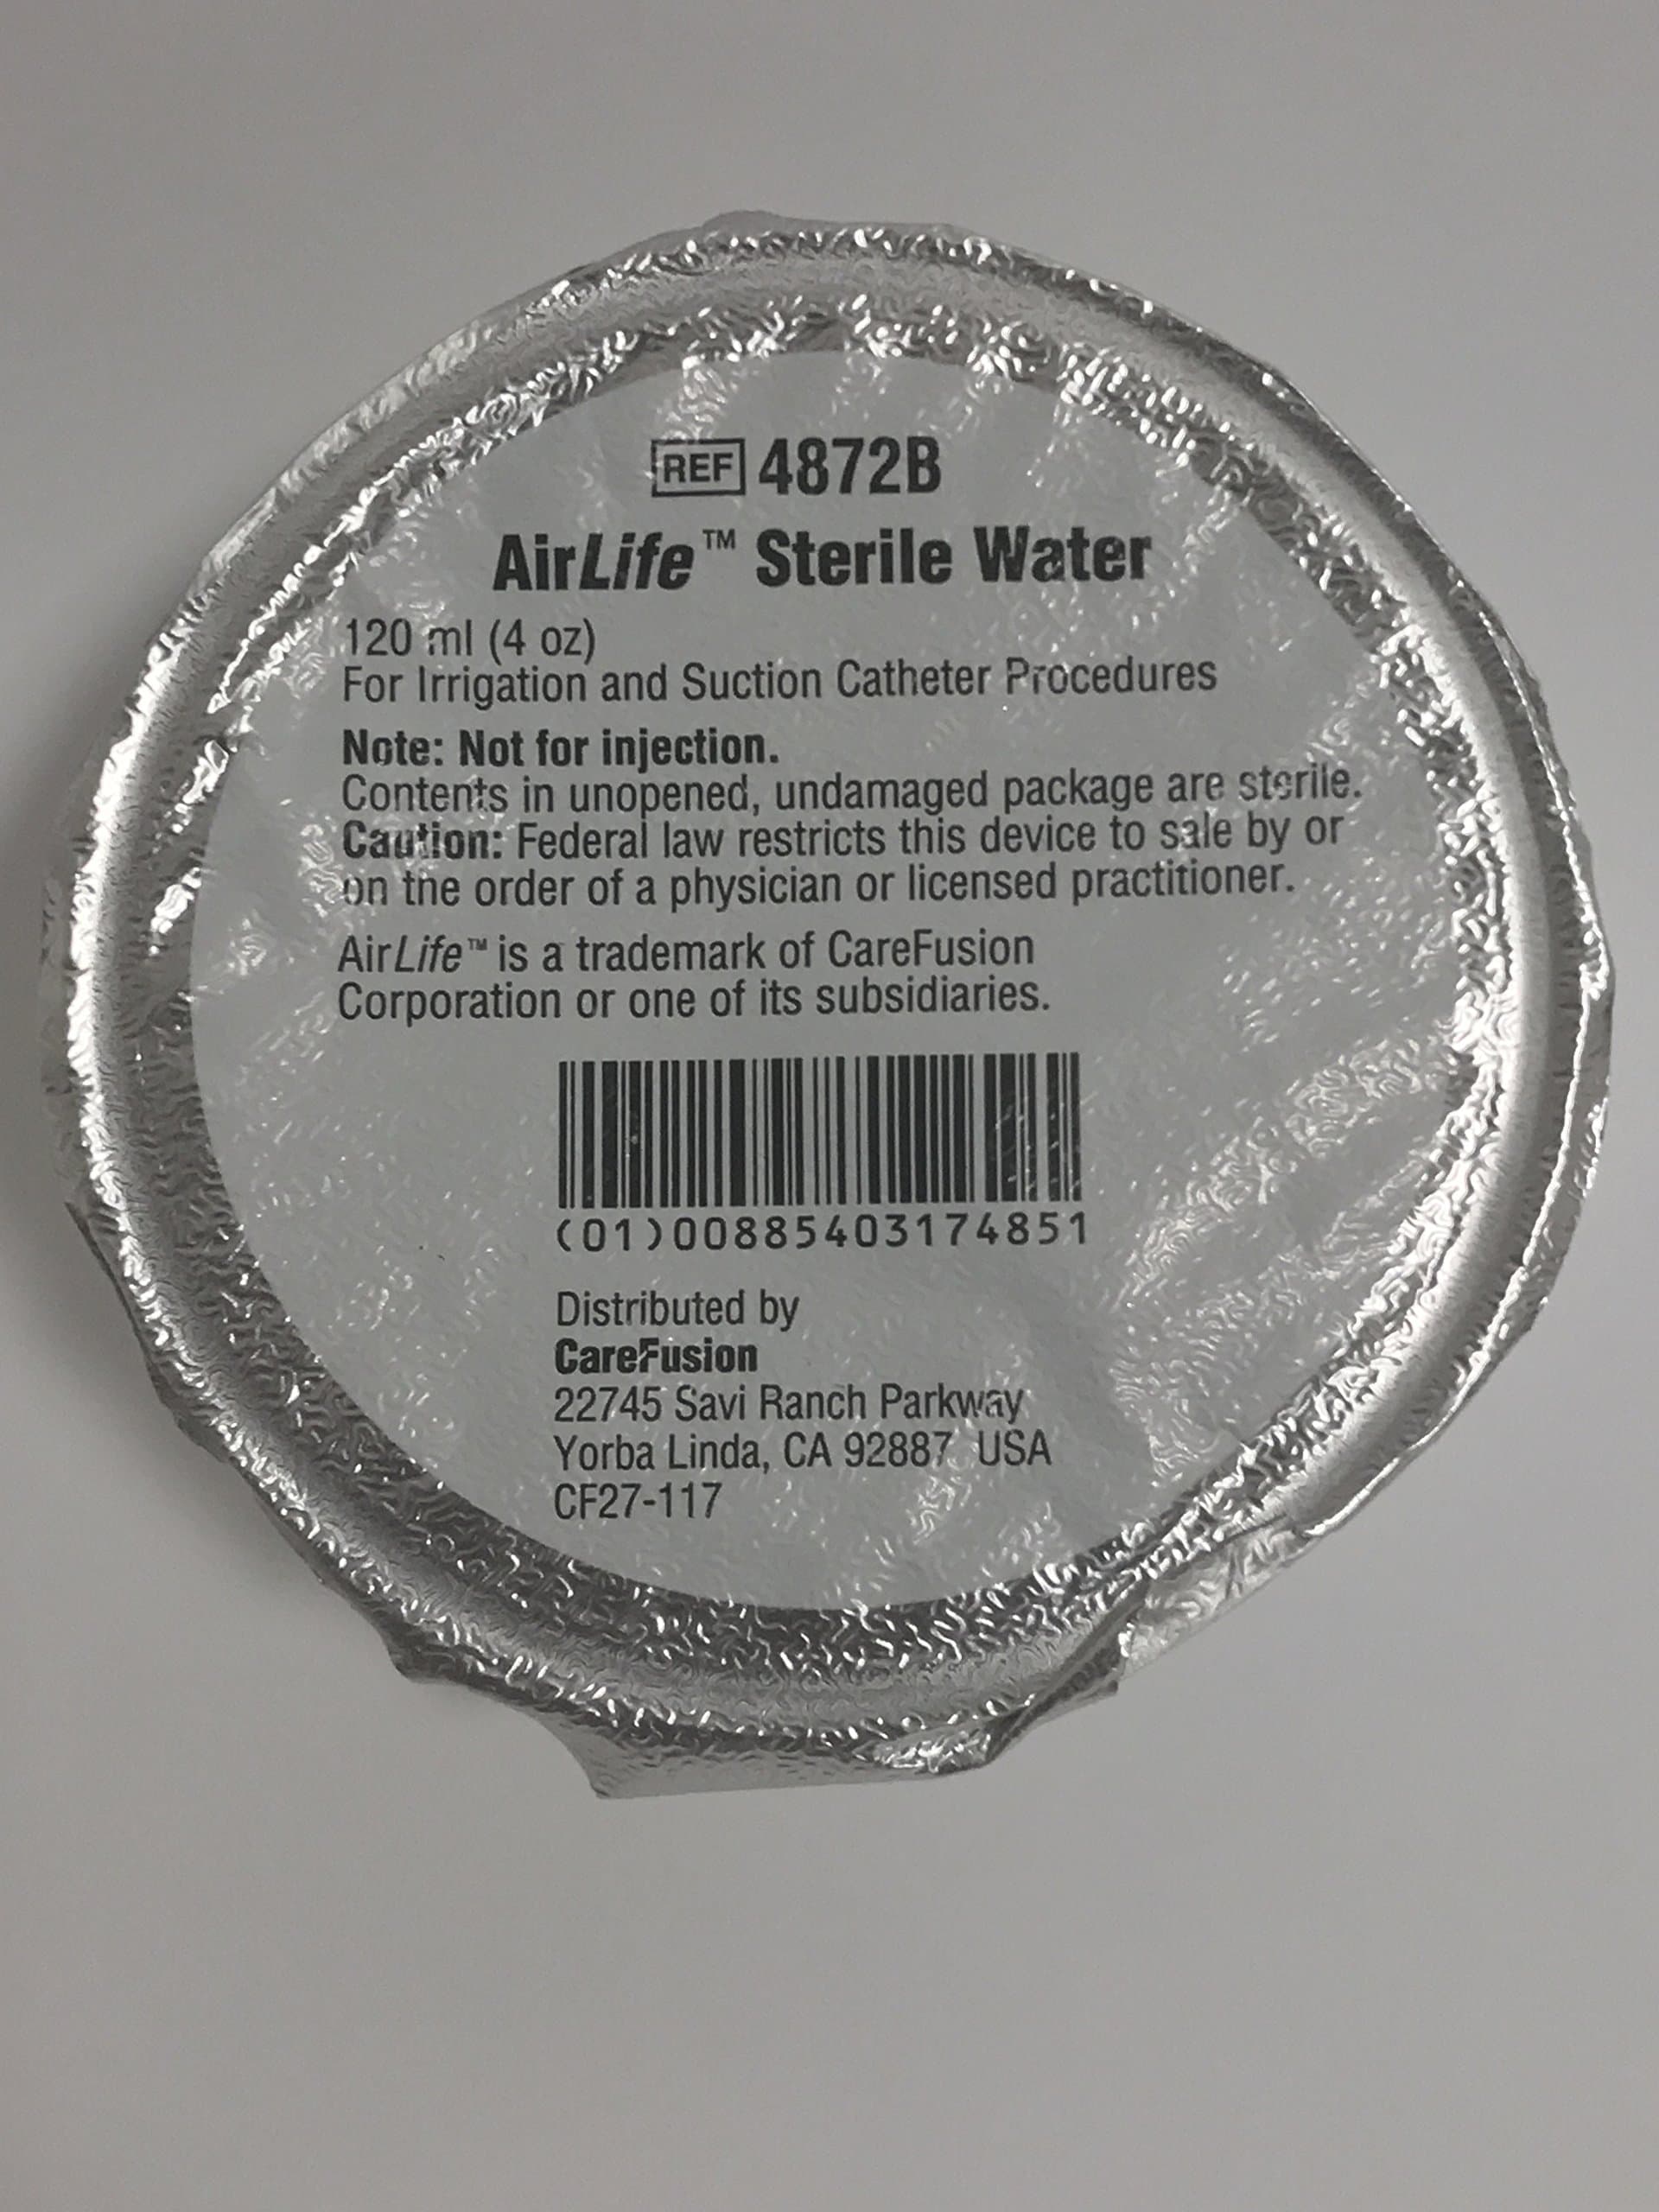 REF 4872B
AirLife™ Sterile Water
120 ml (4 oz)
For Irrigation and Suction Catheter Procedures
Note: Not for injection.
Contents in unopened, undamaged package are sterile.
Caution: Federal law restricts this device to sale by or
on the order of a physician or licensed practitioner.
AirLife™ is a trademark of CareFusion
Corporation or one of its subsidiaries.
(01)00885403174851
Distributed by
CareFusion
22745 Savi Ranch Parkway
Yorba Linda, CA 92887 USA
CF27-117